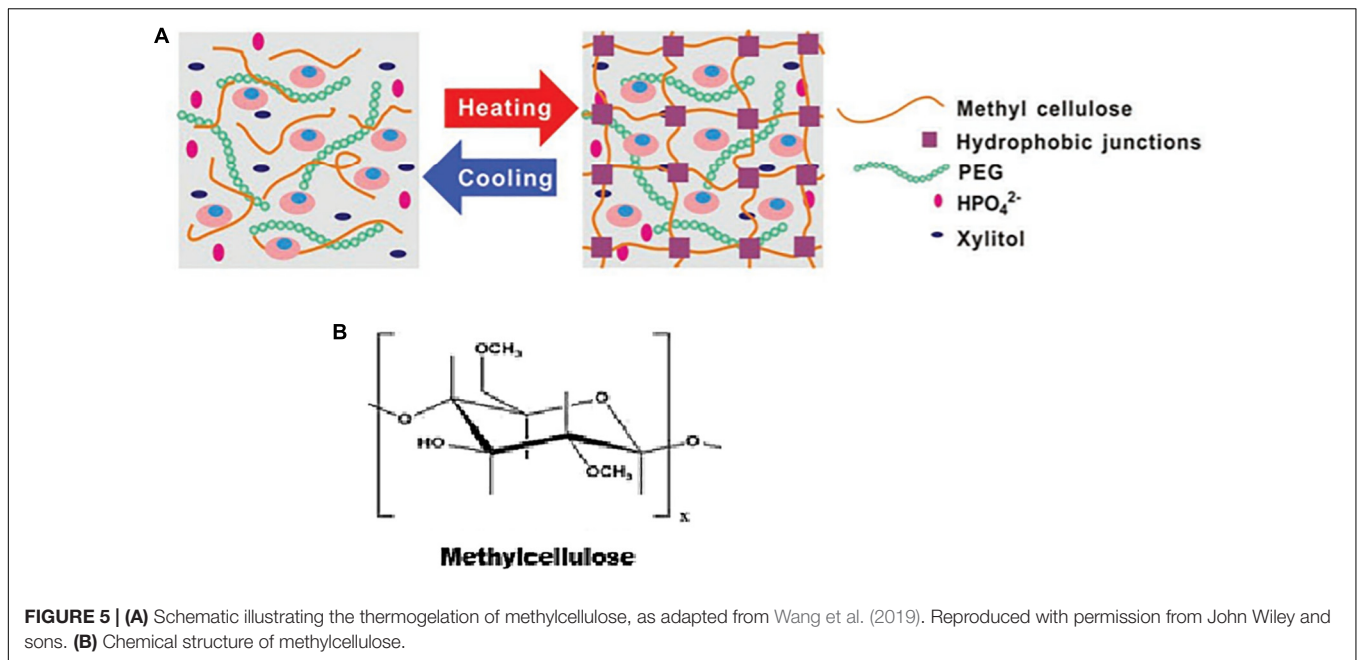 A
Heating
Cooling
Methyl cellulose
Hydrophobic junctions
PEG
HPO₄²⁻
Xylitol
B
OCH₃
O
O
HO
O
OCH₃
x
Methylcellulose
FIGURE 5 | (A) Schematic illustrating the thermogelation of methylcellulose, as adapted from Wang et al. (2019). Reproduced with permission from John Wiley and
sons. (B) Chemical structure of methylcellulose.